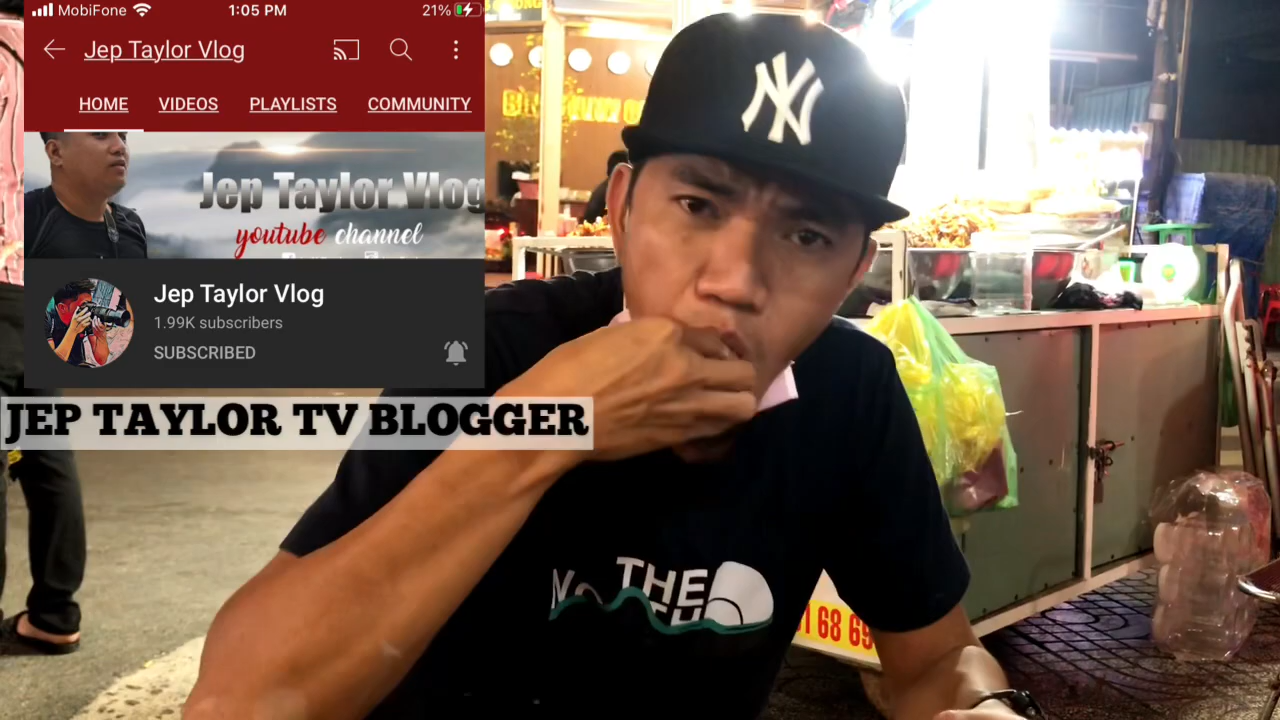 MobiFone
1:05 PM
21%
Jep Taylor Vlog
HOME VIDEOS PLAYLISTS COMMUNITY
Jep Taylor Vlog
youtube channel
Jep Taylor Vlog
1.99K subscribers
SUBSCRIBED
JEP TAYLOR TV BLOGGER
NY
THE